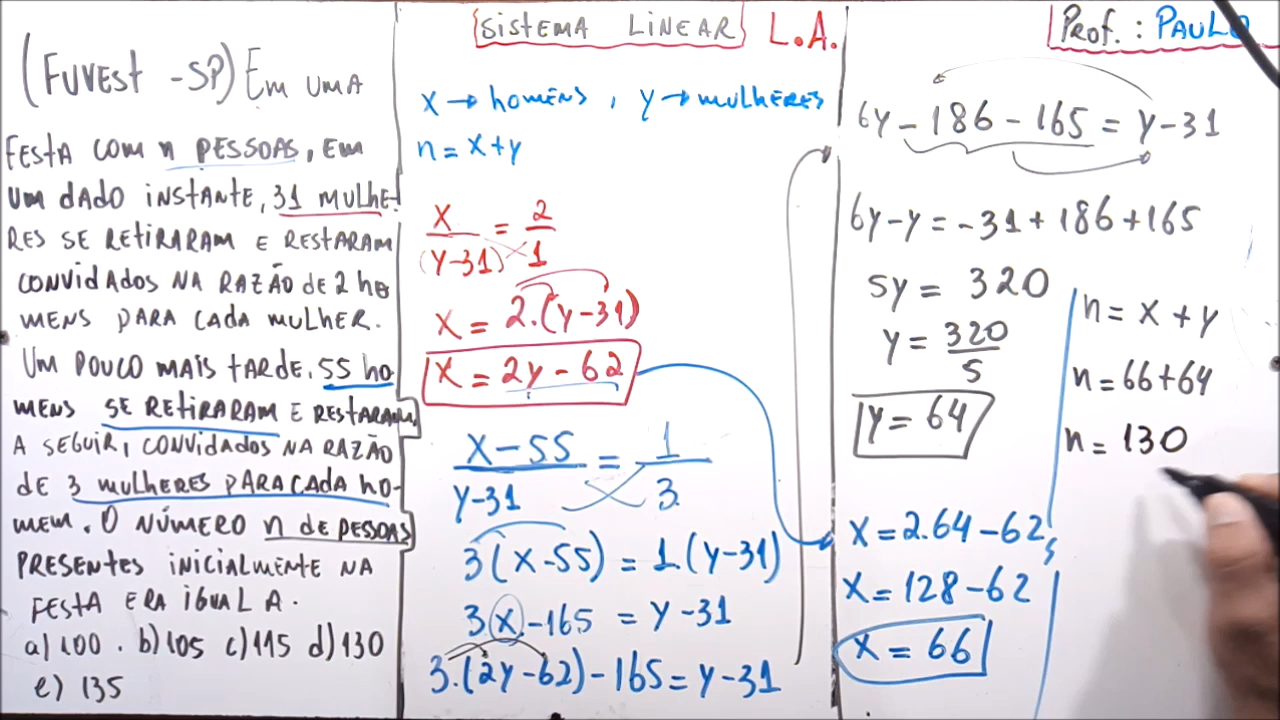 (FUVEST -SP) EM UMA
FESTA COM n PESSOAS, EM
UM DADO INSTANTE, 31 MULHE-
RES SE RETIRARAM E RESTARAM
CONVIDADOS NA RAZÃO DE 2 HO
MENS PARA CADA MULHER.
UM POUCO MAIS TARDE, 55 HO
MENS SE RETIRARAM E RESTARAM,
A SEGUIR, CONVIDADOS NA RAZÃO
DE 3 MULHERES PARA CADA HO-
MEM. O NÚMERO n DE PESSOAS
PRESENTES INICIALMENTE NA
FESTA ERA IGUAL A.
a) 100 . b) 105 c) 115 d) 130
e) 135
SISTEMA LINEAR L.A.
X → homens , y → mulheres
n = x+y
x/(y-31) = 2/1
x = 2.(y-31)
x = 2y - 62
x-55/y-31 = 1/3.
3(x-55) = 1.(y-31)
3.x-165 = y-31
3.(2y-62)-165 = y-31
Prof. : PAULO
6y-186-165 = y-31
6y-y = -31+186+165
5y = 320
y = 320/5
y = 64
x = 2.64-62
x = 128-62
x = 66
n = x+y
n = 66+64
n = 130